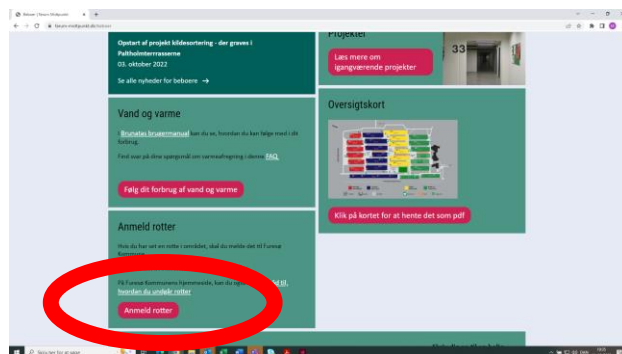 Opstart af projekt kildesortering - der graves i
Paltholmterrasserne
03. oktober 2022
Se alle nyheder for beboere →
Projekter
Læs mere om
igangværende projekter
33
Vand og varme
I Brunatas brugermanual kan du se, hvordan du kan følge med i dit
forbrug.
Find svar på dine spørgsmål om varmeafregning i denne FAQ.
Følg dit forbrug af vand og varme
Oversigtskort
Klik på kortet for at hente det som pdf
Anmeld rotter
Hvis du har set en rotte i området, skal du melde det til Furesø
På Furesø Kommunens hjemmeside, kan du også
hvordan du undgår rotter
Anmeld rotter